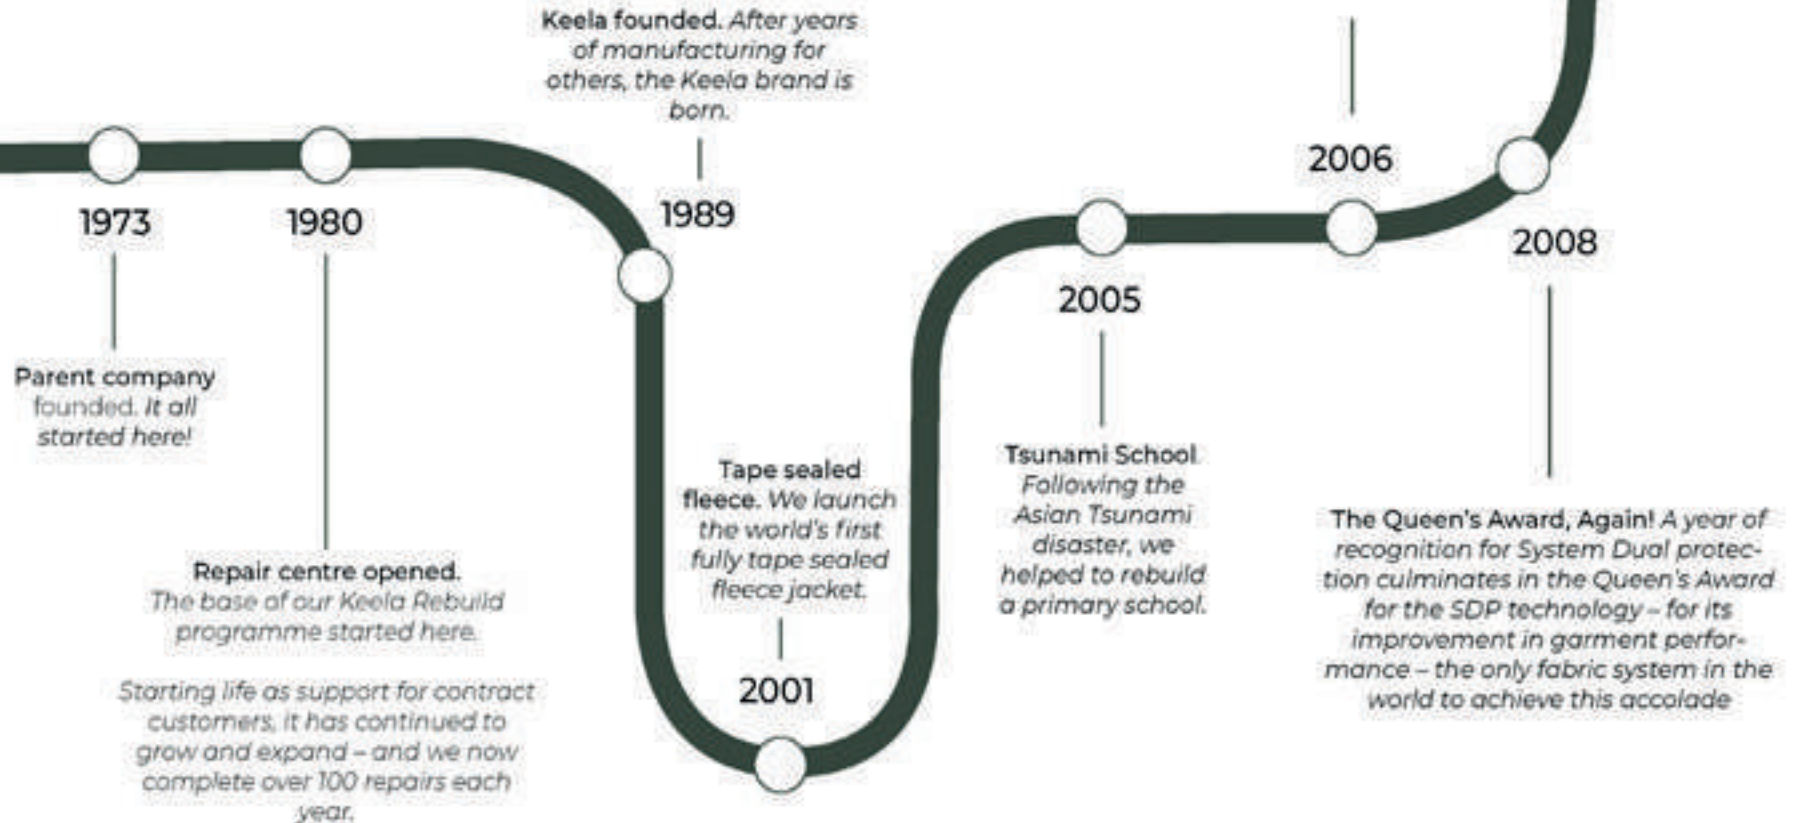 Keela founded. After years
of manufacturing for
others, the Keela brand is
born.
1973
1980
1989
2006
2008
2005
Parent company
founded. It all
started here!
Repair centre opened.
The base of our Keela Rebuild
programme started here.
Starting life as support for contract
customers, it has continued to
grow and expand – and we now
complete over 100 repairs each
year.
Tape sealed
fleece. We launch
the world's first
fully tape sealed
fleece jacket.
2001
Tsunami School
Following the
Asian Tsunami
disaster, we
helped to rebuild
a primary school.
The Queen's Award, Again! A year of
recognition for System Dual protec-
tion culminates in the Queen's Award
for the SDP technology – for its
improvement in garment perfor-
mance – the only fabric system in the
world to achieve this accolade